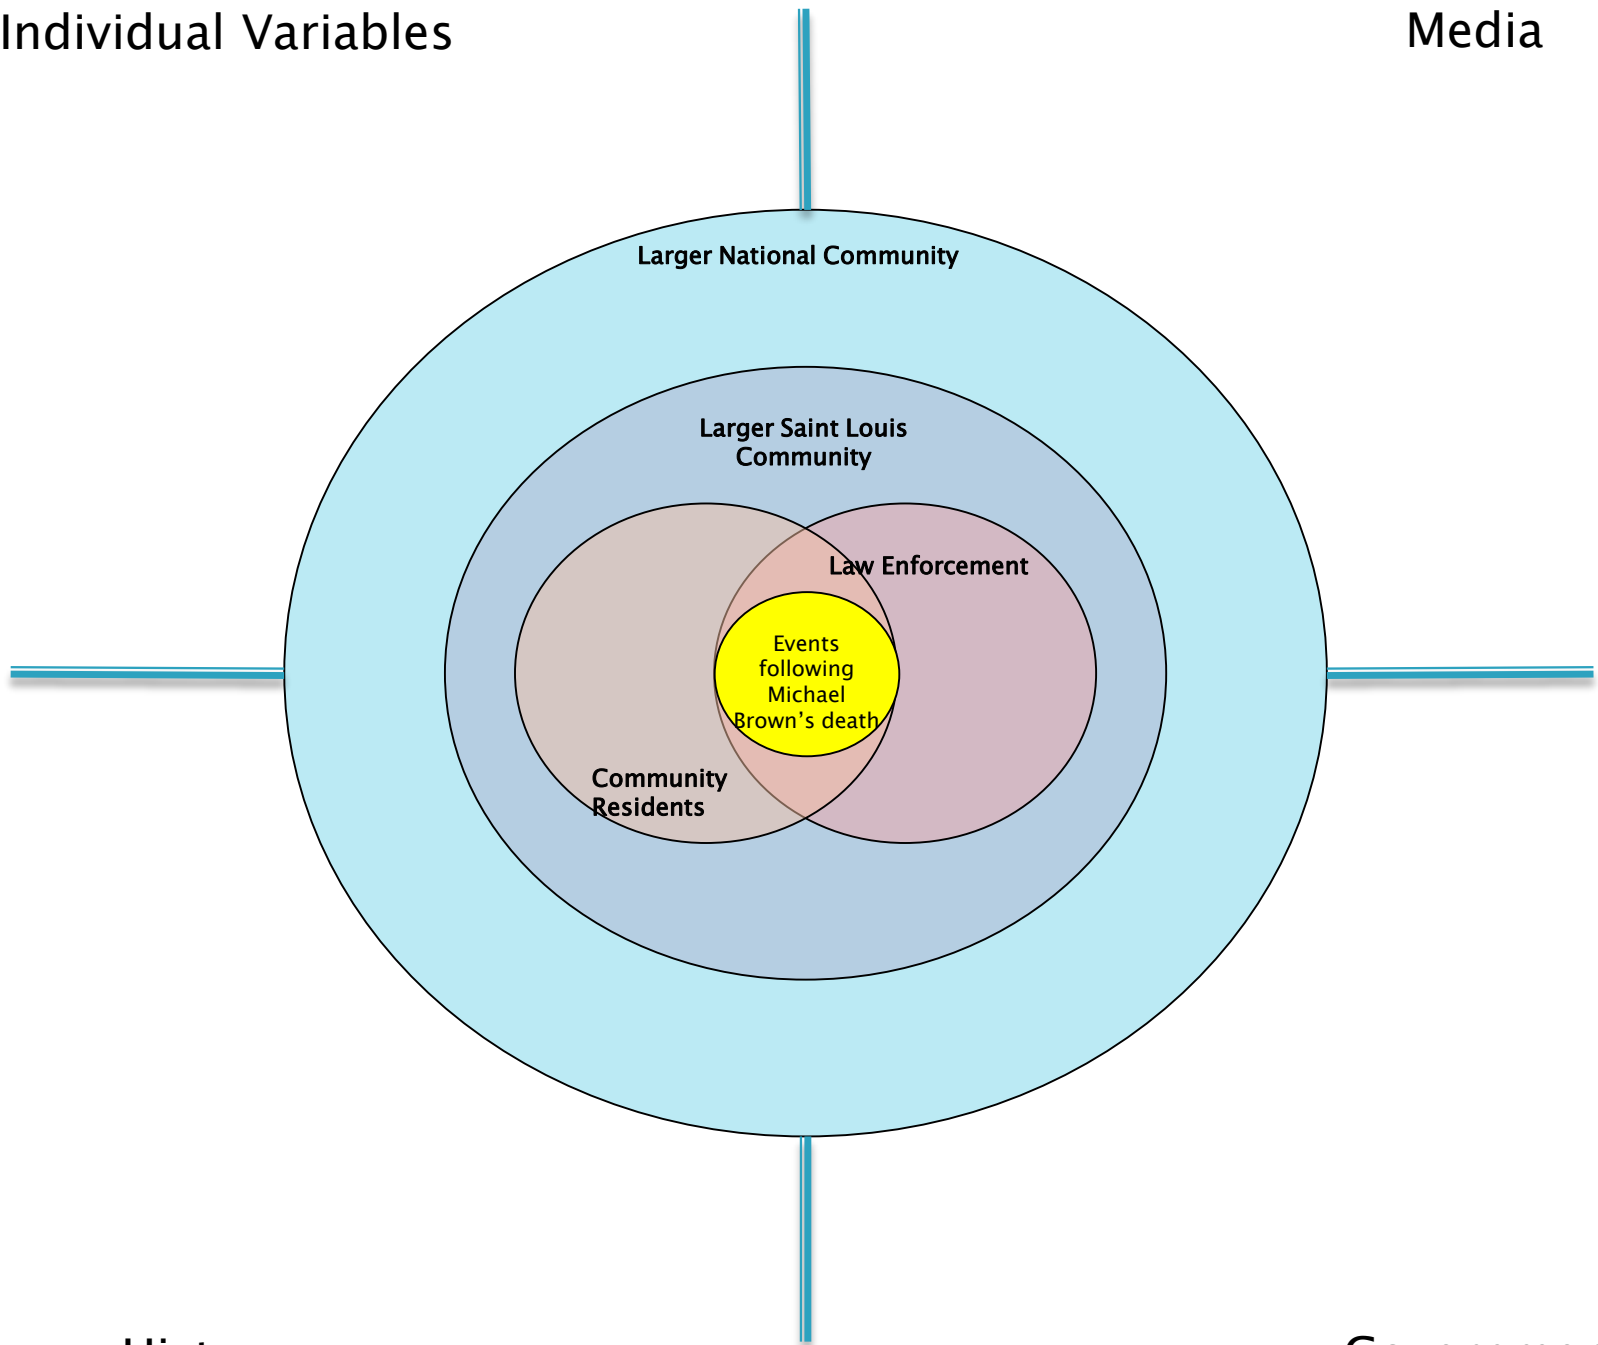 Individual Variables
Media
Larger National Community
Larger Saint Louis
Community
Law Enforcement
Events
following
Michael
Brown's death
Community
Residents